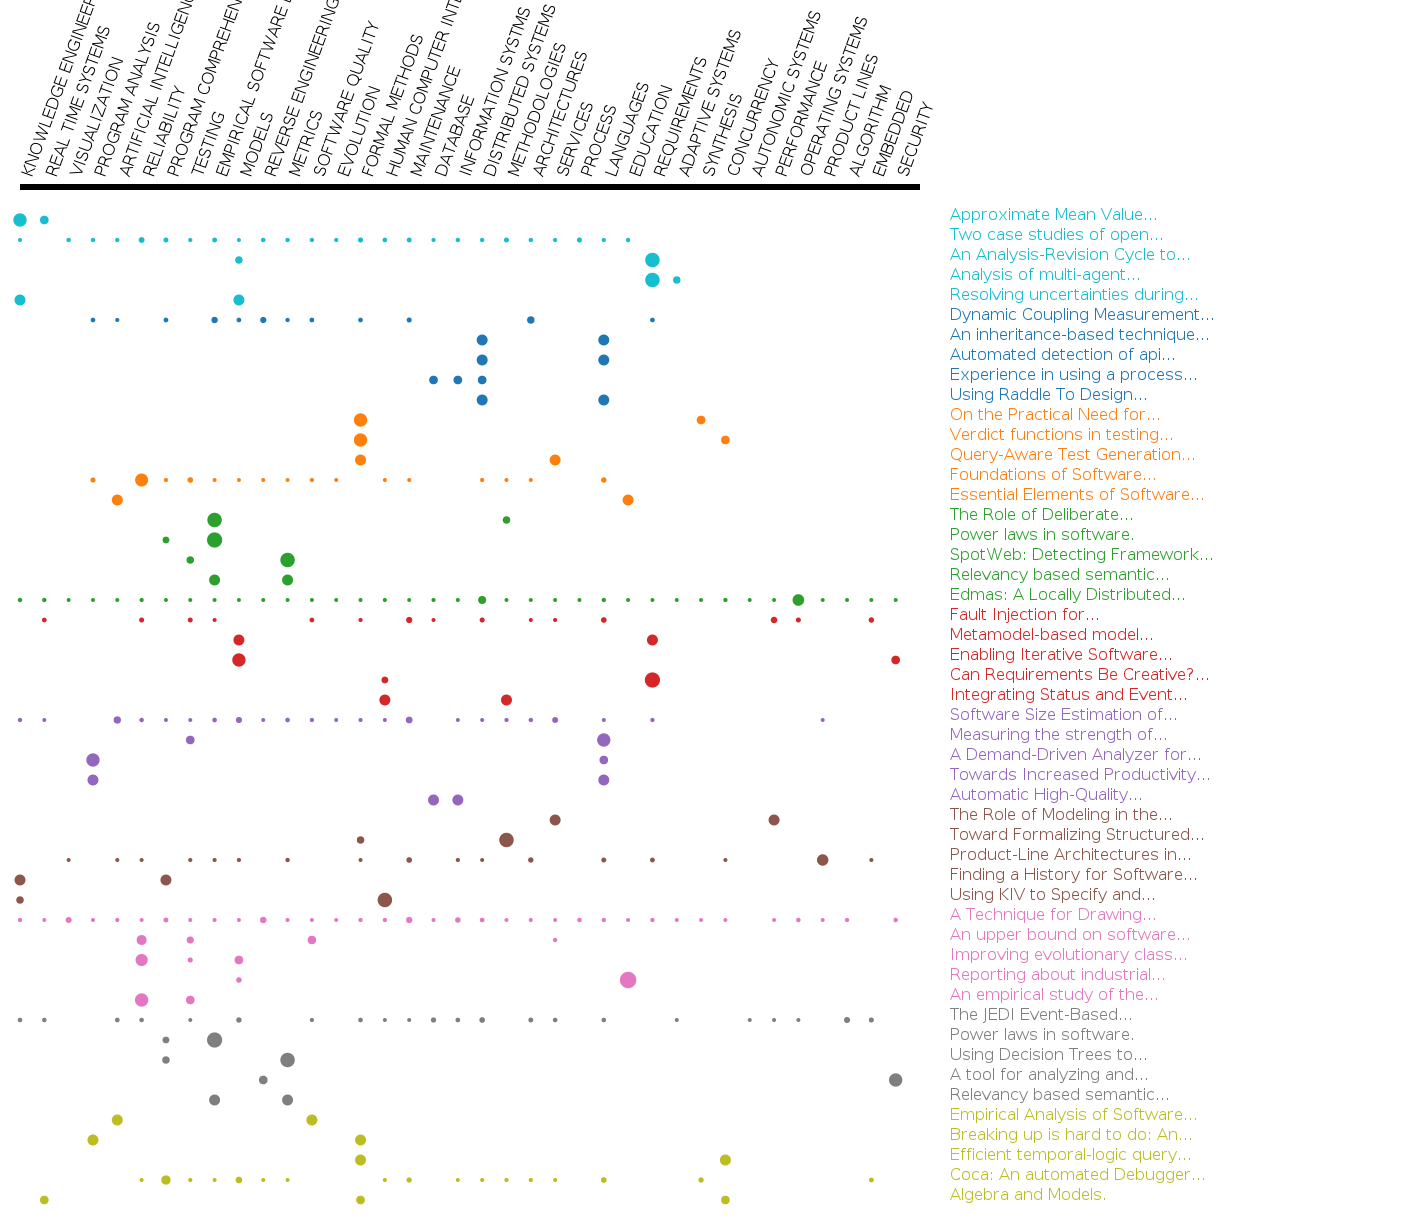 KNOWLEDGE ENGINEER
REAL TIME SYSTEMS
VISUALIZATION
PROGRAM ANALYSIS
ARTIFICIAL INTELLIGEN
RELIABILITY
PROGRAM COMPREHEN
TESTING
EMPIRICAL SOFTWARE
MODELS
REVERSE ENGINEERING
METRICS
SOFTWARE QUALITY
EVOLUTION
FORMAL METHODS
HUMAN COMPUTER INT
MAINTENANCE
DATABASE
INFORMATION SYSTMS
DISTRIBUTED SYSTEMS
METHODOLOGIES
ARCHITECTURES
SERVICES
PROCESS
LANGUAGES
EDUCATION
REQUIREMENTS
ADAPTIVE SYSTEMS
SYNTHESIS
CONCURRENCY
AUTONOMIC SYSTEMS
PERFORMANCE
OPERATING SYSTEMS
PRODUCT LINES
ALGORITHM
EMBEDDED
SECURITY
Approximate Mean Value...
Two case studies of open...
An Analysis-Revision Cycle to...
Analysis of multi-agent...
Resolving uncertainties during...
Dynamic Coupling Measurement...
An inheritance-based technique...
Automated detection of api...
Experience in using a process...
Using Raddle To Design...
On the Practical Need for...
Verdict functions in testing...
Query-Aware Test Generation...
Foundations of Software...
Essential Elements of Software...
The Role of Deliberate...
Power laws in software.
SpotWeb: Detecting Framework...
Relevancy based semantic...
Edmas: A Locally Distributed...
Fault Injection for...
Metamodel-based model...
Enabling Iterative Software...
Can Requirements Be Creative?...
Integrating Status and Event...
Software Size Estimation of...
Measuring the strength of...
A Demand-Driven Analyzer for...
Towards Increased Productivity...
Automatic High-Quality...
The Role of Modeling in the...
Toward Formalizing Structured...
Product-Line Architectures in...
Finding a History for Software...
Using KIV to Specify and...
A Technique for Drawing...
An upper bound on software...
Improving evolutionary class...
Reporting about industrial...
An empirical study of the...
The JEDI Event-Based...
Power laws in software.
Using Decision Trees to...
A tool for analyzing and...
Relevancy based semantic...
Empirical Analysis of Software...
Breaking up is hard to do: An...
Efficient temporal-logic query...
Coca: An automated Debugger...
Algebra and Models.